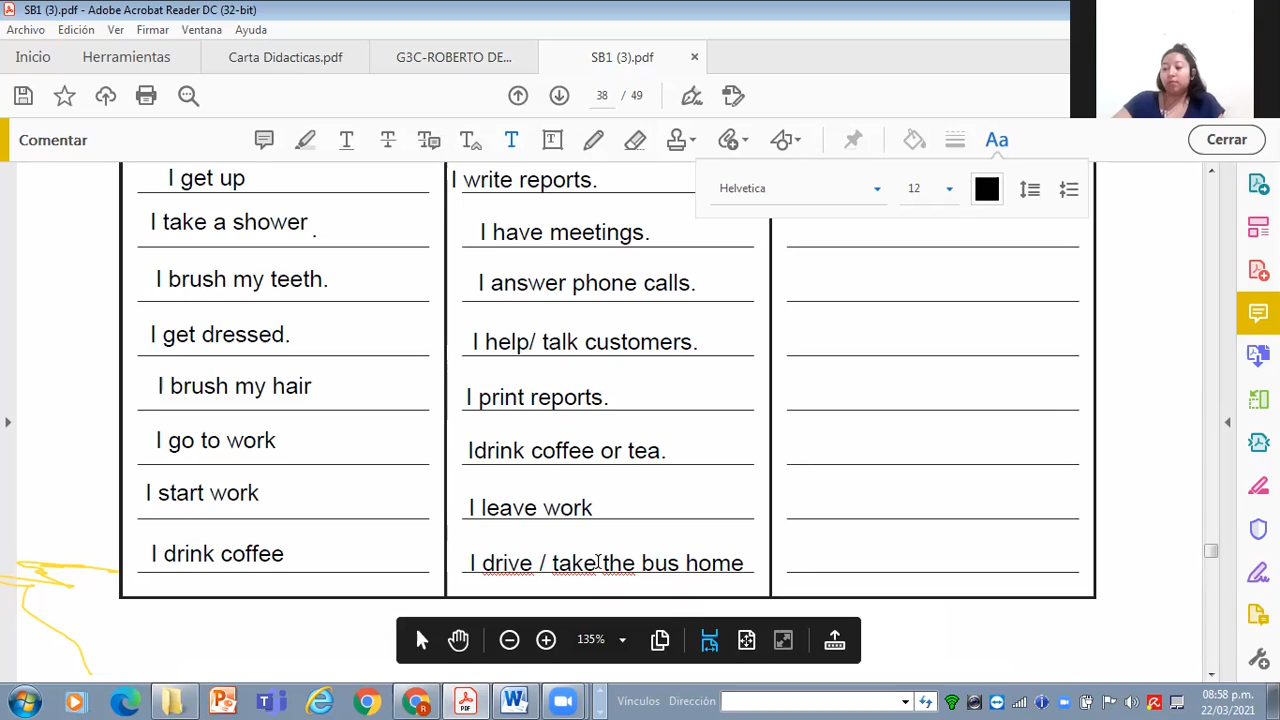 SB1 (3).pdf - Adobe Acrobat Reader DC (32-bit)
Archivo Edición Ver Firmar Ventana Ayuda
Inicio Herramientas Carta Didacticas.pdf G3C-ROBERTO DE... SB1 (3).pdf ×
38 / 49
Comentar Aa Cerrar
Helvetica 12
I get up
I take a shower .
I brush my teeth.
I get dressed.
I brush my hair
I go to work
I start work
I drink coffee
I write reports.
I have meetings.
I answer phone calls.
I help/ talk customers.
I print reports.
Idrink coffee or tea.
I leave work
I drive / take the bus home
135%
Vínculos Dirección
08:58 p.m.
22/03/2021